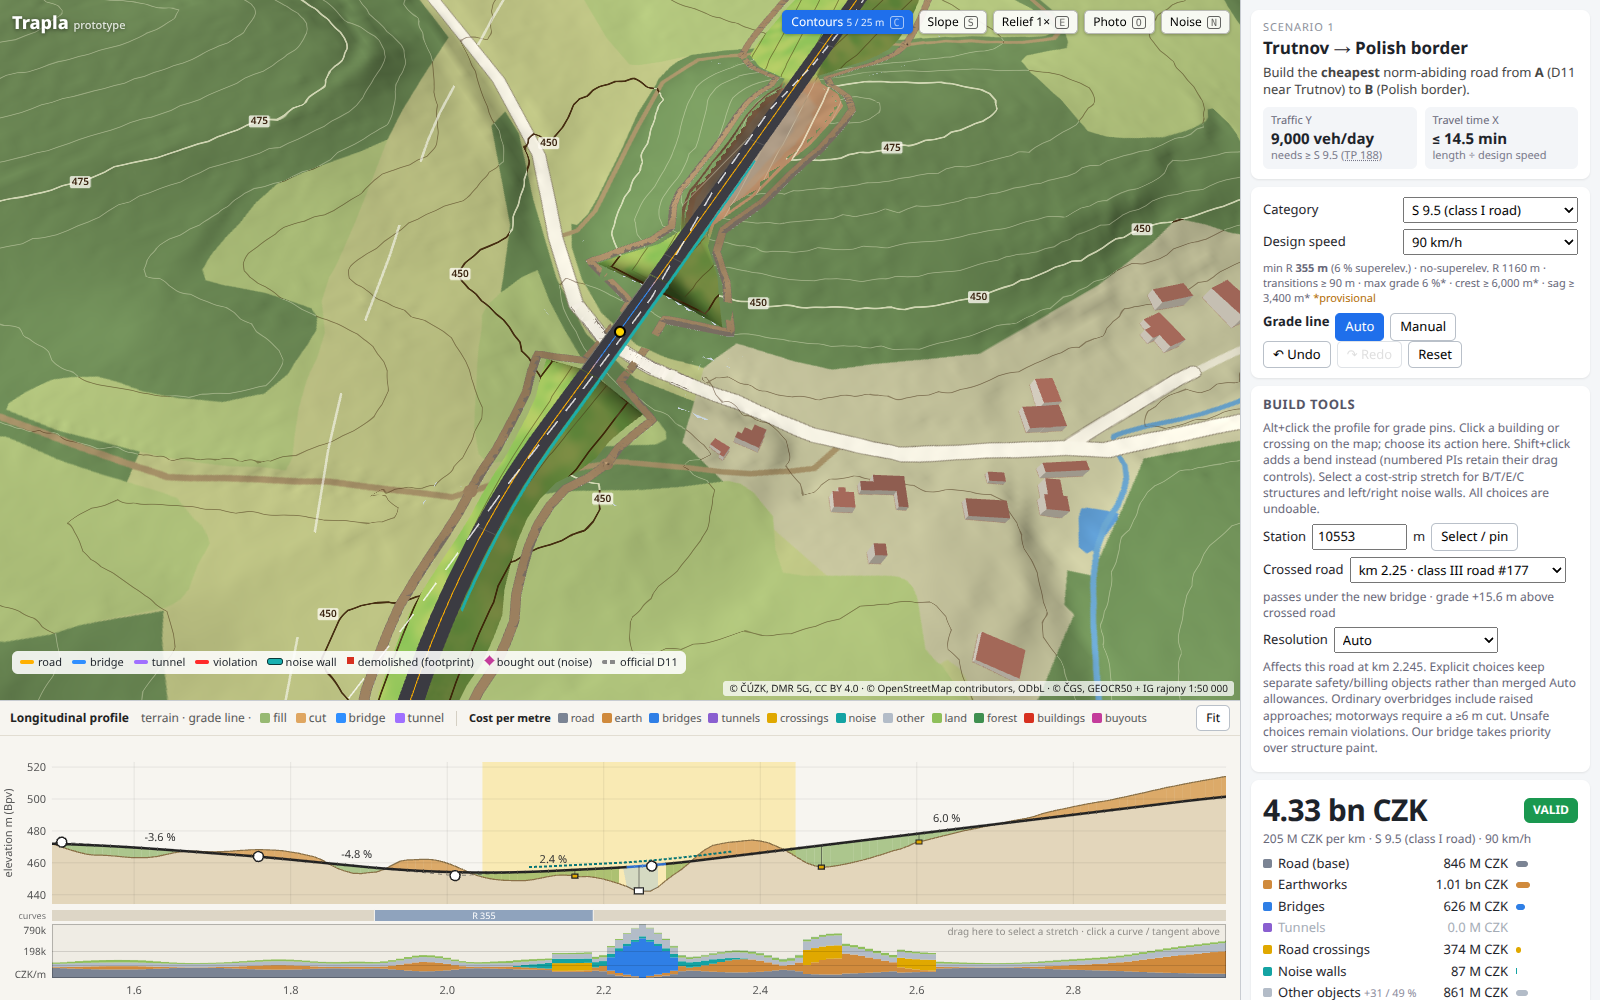 Trapla prototype
Contours 5 / 25 m C
Slope S
Relief 1× E
Photo O
Noise N
475
475
450
475
450
450
450
450
450
450
road
bridge
tunnel
violation
noise wall
demolished (footprint)
bought out (noise)
official D11
© ČÚZK, DMR 5G, CC BY 4.0 · © OpenStreetMap contributors, ODbL · © ČGS, GEOCR50 + IG rajony 1:50 000
Longitudinal profile terrain · grade line · fill cut bridge tunnel
Cost per metre road earth bridges tunnels crossings noise other land forest buildings buyouts
Fit
elevation m (Bpv)
520
500
480
460
440
-3.6 %
-4.8 %
2.4 %
6.0 %
curves
R 355
790k
198k
CZK/m
drag here to select a stretch · click a curve / tangent above
1.6
1.8
2.0
2.2
2.4
2.6
2.8
SCENARIO 1
Trutnov → Polish border
Build the cheapest norm-abiding road from A (D11
near Trutnov) to B (Polish border).
Traffic Y
9,000 veh/day
needs ≥ S 9.5 (TP 188)
Travel time X
≤ 14.5 min
length ÷ design speed
Category S 9.5 (class I road)
Design speed 90 km/h
min R 355 m (6 % superelev.) · no-superelev. R 1160 m ·
transitions ≥ 90 m · max grade 6 %* · crest ≥ 6,000 m* · sag ≥
3,400 m* *provisional
Grade line Auto Manual
↶ Undo ↷ Redo Reset
BUILD TOOLS
Alt+click the profile for grade pins. Click a building or
crossing on the map; choose its action here. Shift+click
adds a bend instead (numbered PIs retain their drag
controls). Select a cost-strip stretch for B/T/E/C
structures and left/right noise walls. All choices are
undoable.
Station 10553 m Select / pin
Crossed road km 2.25 · class III road #177
passes under the new bridge · grade +15.6 m above
crossed road
Resolution Auto
Affects this road at km 2.245. Explicit choices keep
separate safety/billing objects rather than merged Auto
allowances. Ordinary overbridges include raised
approaches; motorways require a ≥6 m cut. Unsafe
choices remain violations. Our bridge takes priority
over structure paint.
4.33 bn CZK VALID
205 M CZK per km · S 9.5 (class I road) · 90 km/h
Road (base) 846 M CZK
Earthworks 1.01 bn CZK
Bridges 626 M CZK
Tunnels 0.0 M CZK
Road crossings 374 M CZK
Noise walls 87 M CZK
Other objects +31 / 49 % 861 M CZK